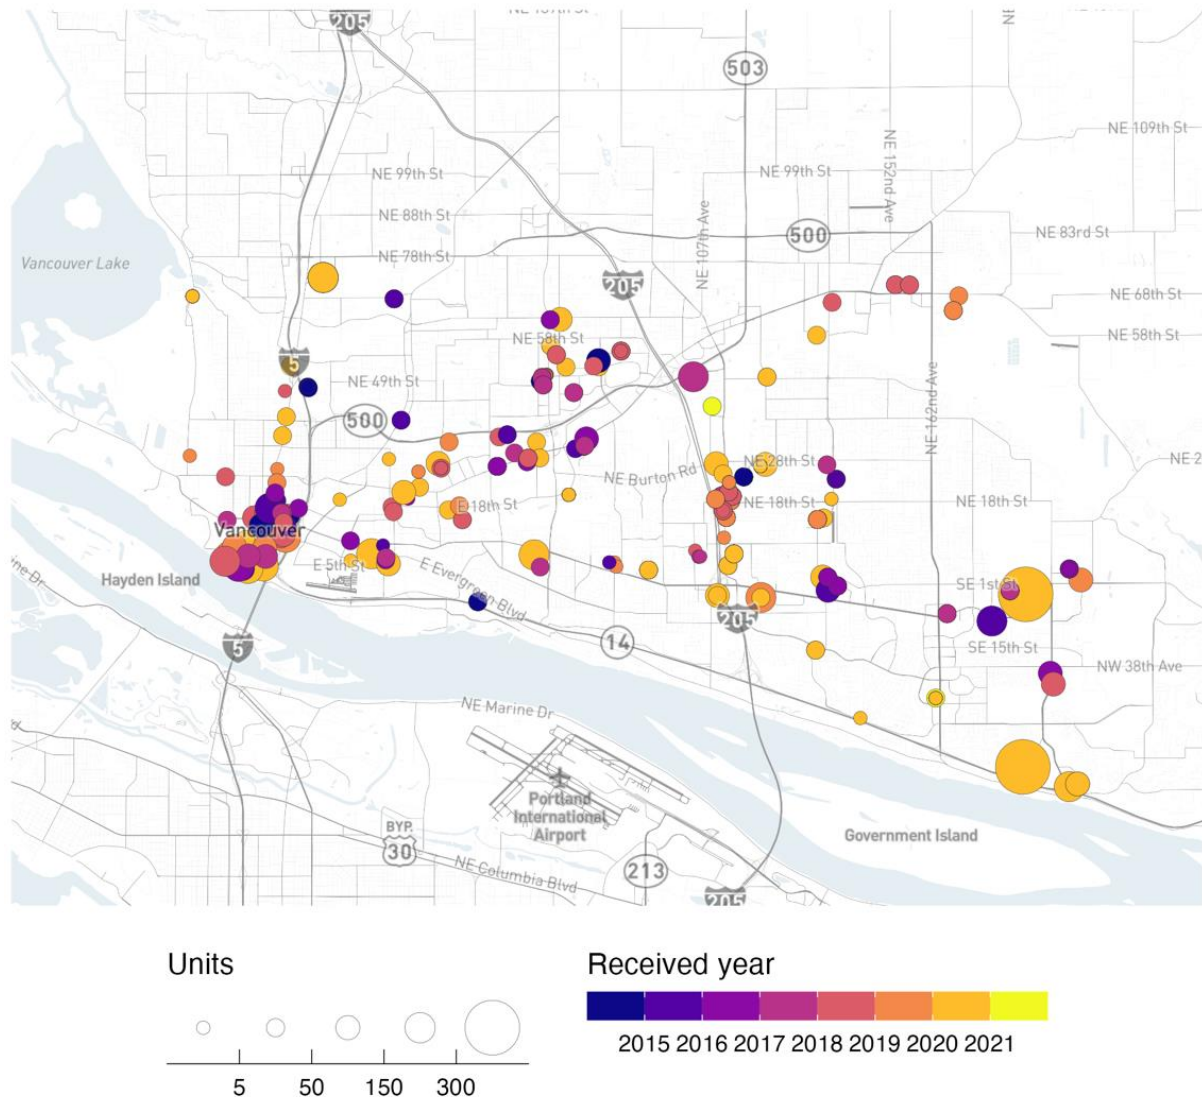 NE
205
503
NE 109th St
NE 152nd Ave
NE 99th St
NE 99th St
NE 88th St
500
NE 83rd St
NE 107th Ave
NE 78th St
Vancouver Lake
205
NE 68th St
NE 58th St
NE 58th St
5
NE 49th St
NE 162nd Ave
500
NE 28th St
NE 2
NE Burton Rd
E 18th St
NE 18th St
NE 18th St
Vancouver
Hayden Island
E 5th St
E Evergreen Blvd
SE 1st St
ne Dr
205
5
14
SE 15th St
NW 38th Ave
NE Marine Dr
Portland
International
Airport
BYP.
30
Government Island
NE Columbia Blvd
213
205
Units
5 50 150 300
Received year
2015 2016 2017 2018 2019 2020 2021